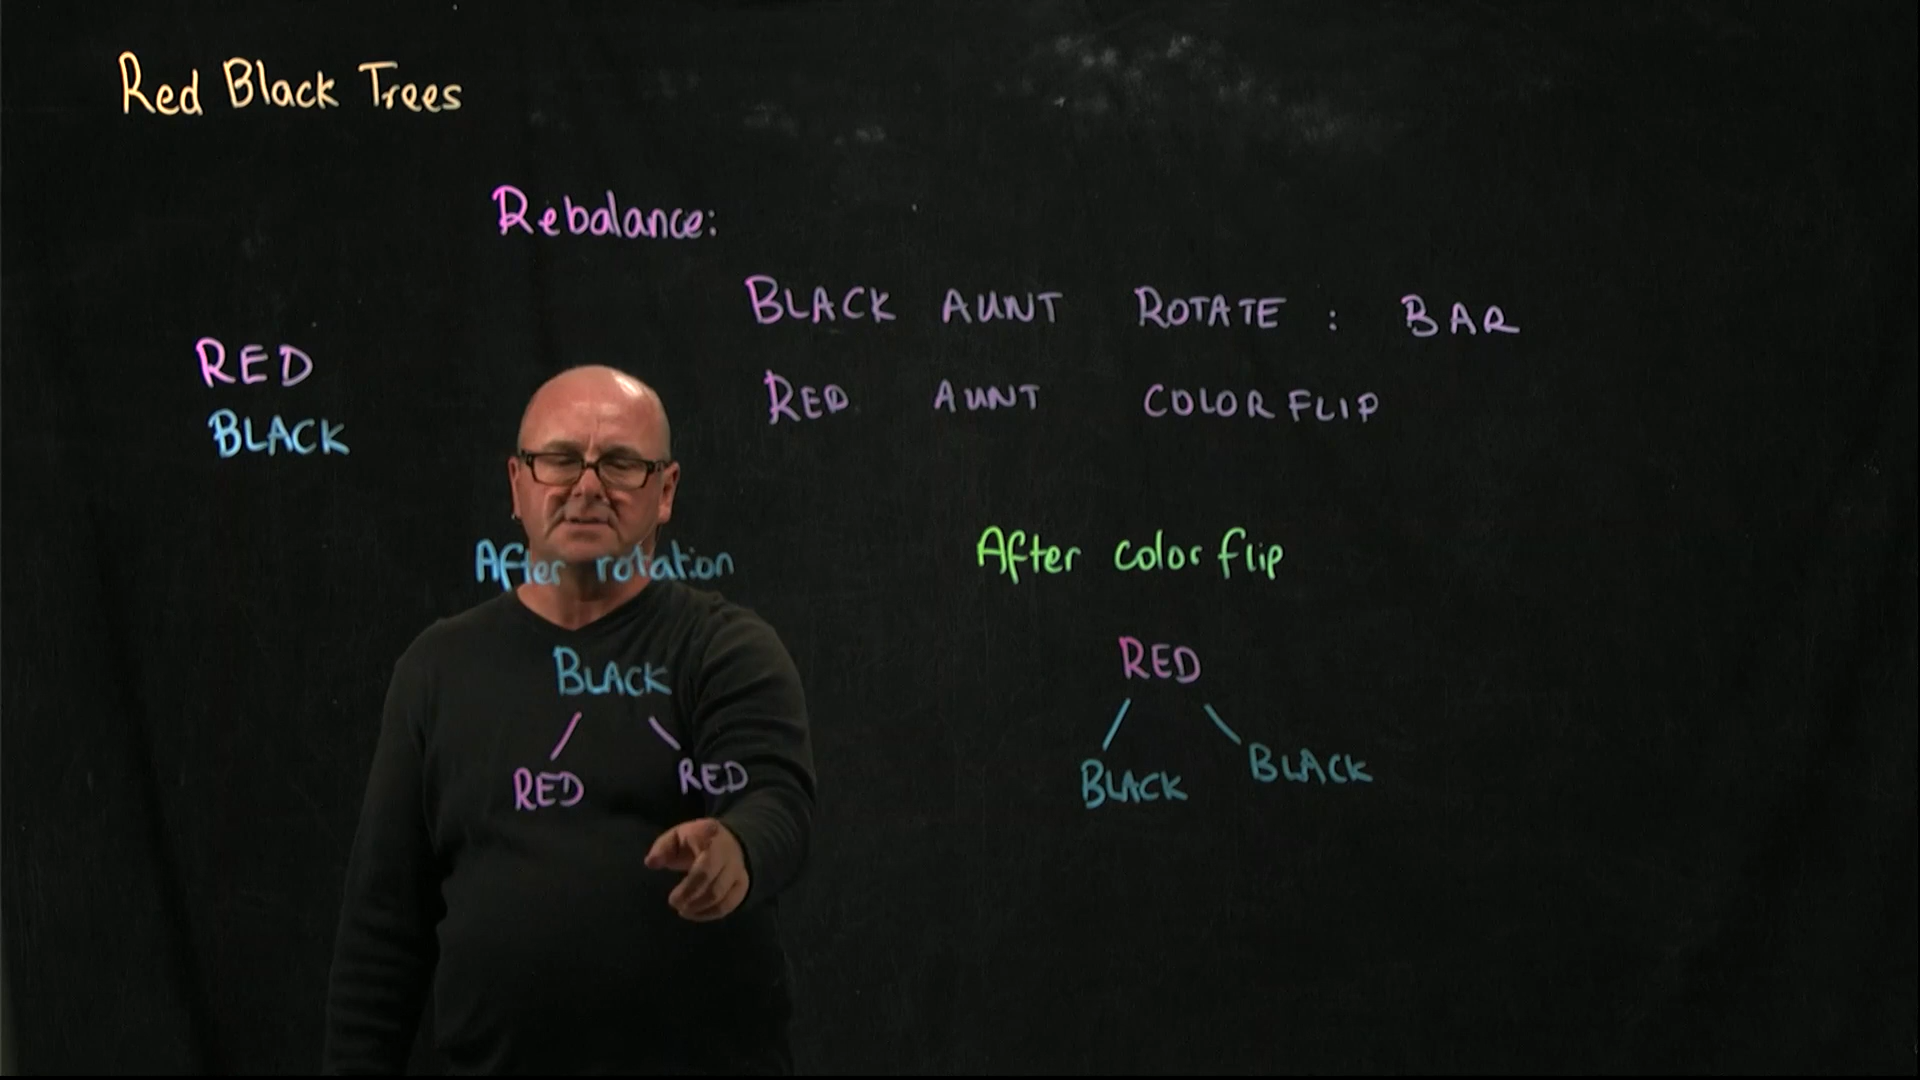 Red Black Trees
Rebalance:
BLACK AUNT ROTATE : BAR
RED AUNT COLOR FLIP
RED
BLACK
After rotation
BLACK
RED RED
After color flip
RED
BLACK BLACK